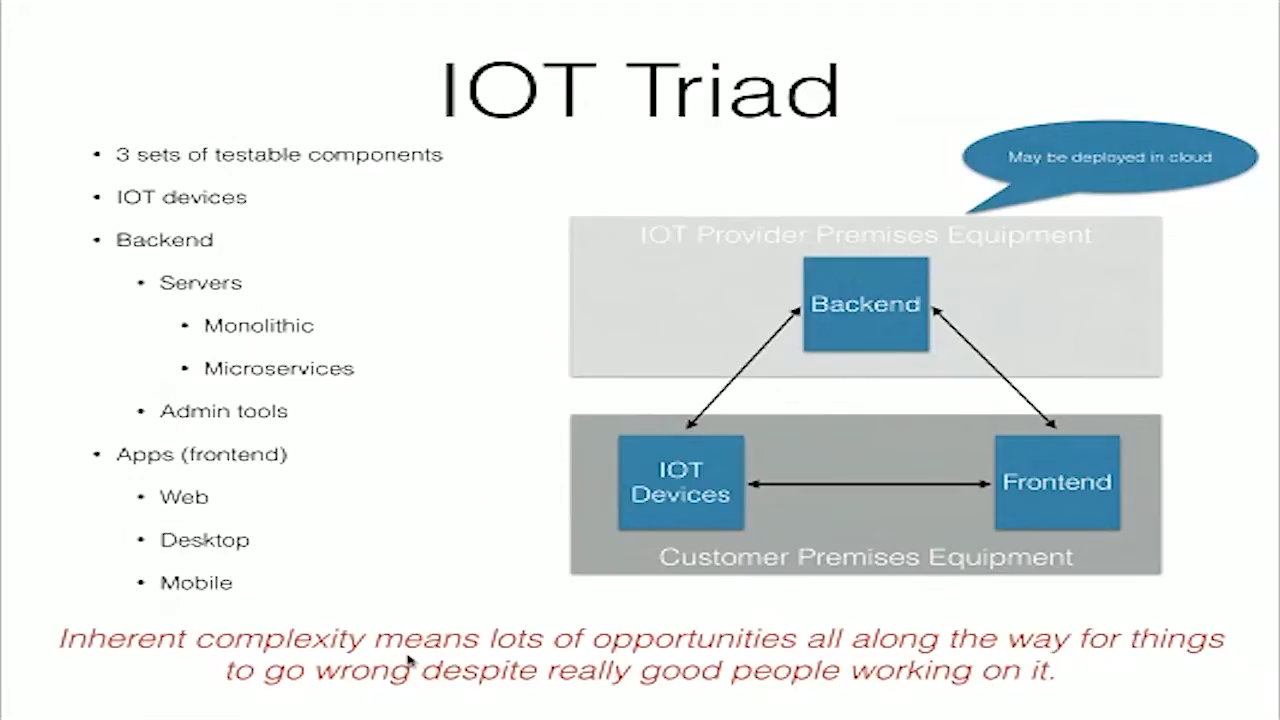 IOT Triad
• 3 sets of testable components
• IOT devices
• Backend
• Servers
• Monolithic
• Microservices
• Admin tools
• Apps (frontend)
• Web
• Desktop
• Mobile
May be deployed in cloud
IOT Provider Premises Equipment
Backend
IOT
Devices
Frontend
Customer Premises Equipment
Inherent complexity means lots of opportunities all along the way for things
to go wrong despite really good people working on it.